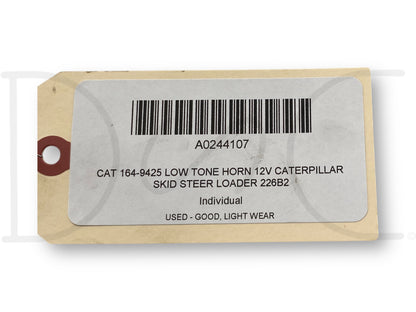 A0244107
CAT 164-9425 LOW TONE HORN 12V CATERPILLAR
SKID STEER LOADER 226B2
Individual
USED - GOOD, LIGHT WEAR